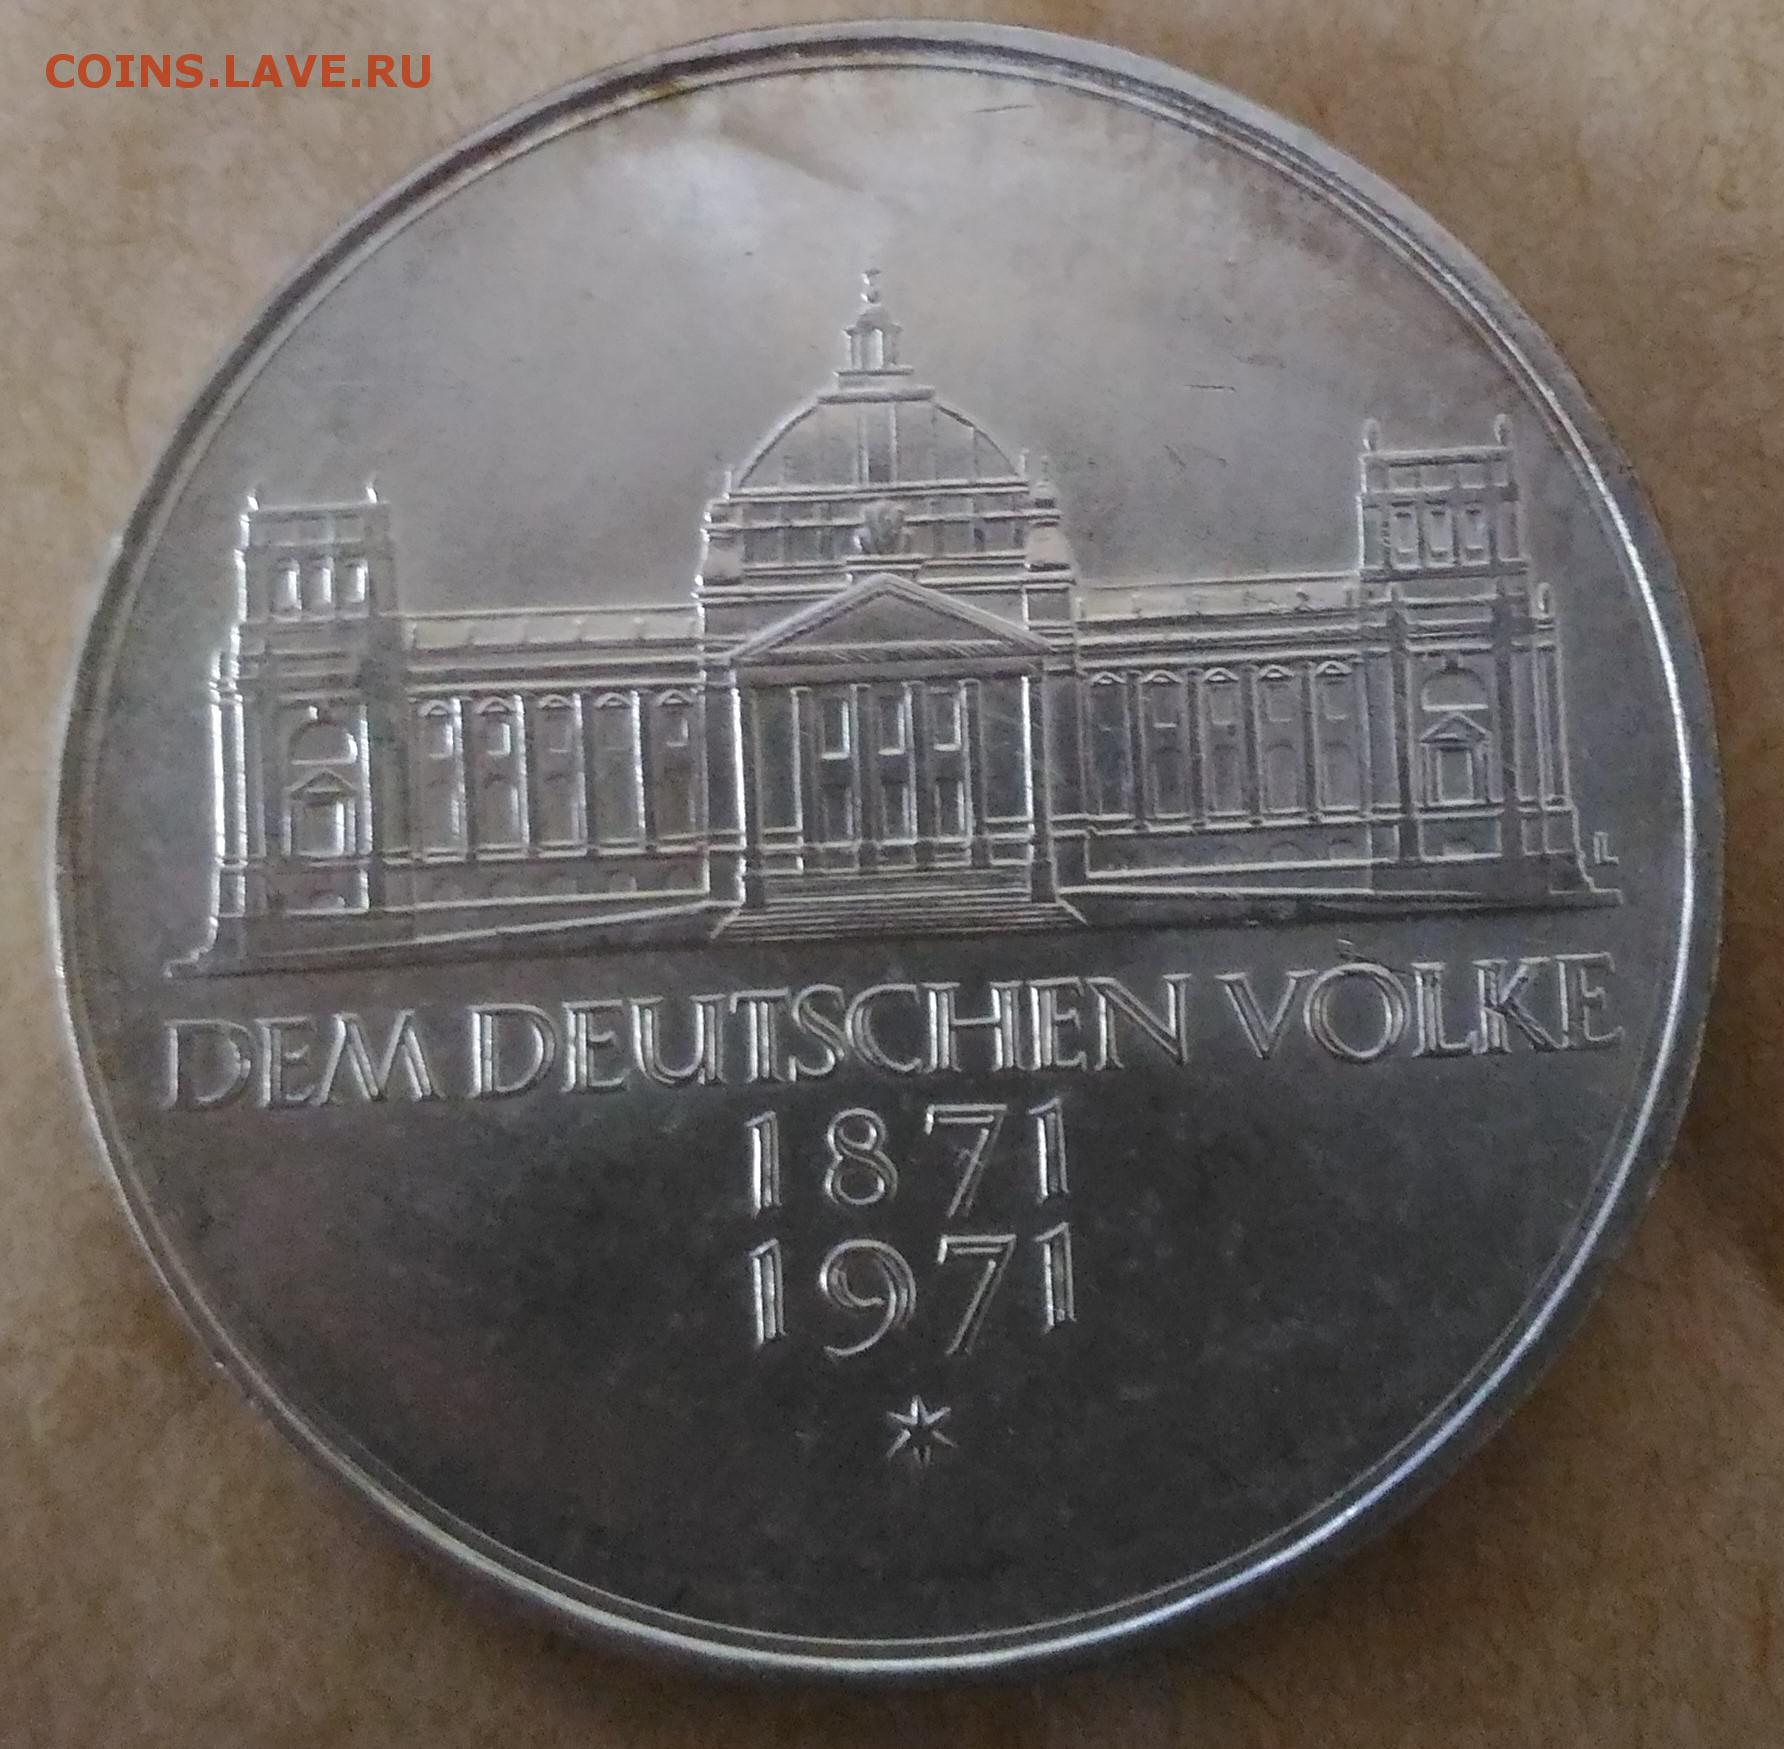 COINS.LAVE.RU
DEM DEUTSCHEN VOLKE
1871
1971